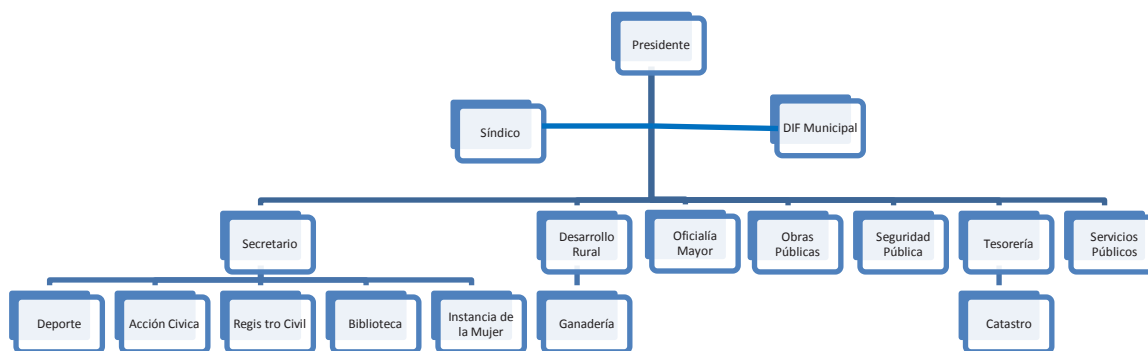 Presidente
Síndico
DIF Municipal
Secretario
Desarrollo
Rural
Oficialía
Mayor
Obras
Públicas
Seguridad
Pública
Tesorería
Servicios
Públicos
Deporte
Acción Civica
Regis tro Civil
Biblioteca
Instancia de
la Mujer
Ganadería
Catastro